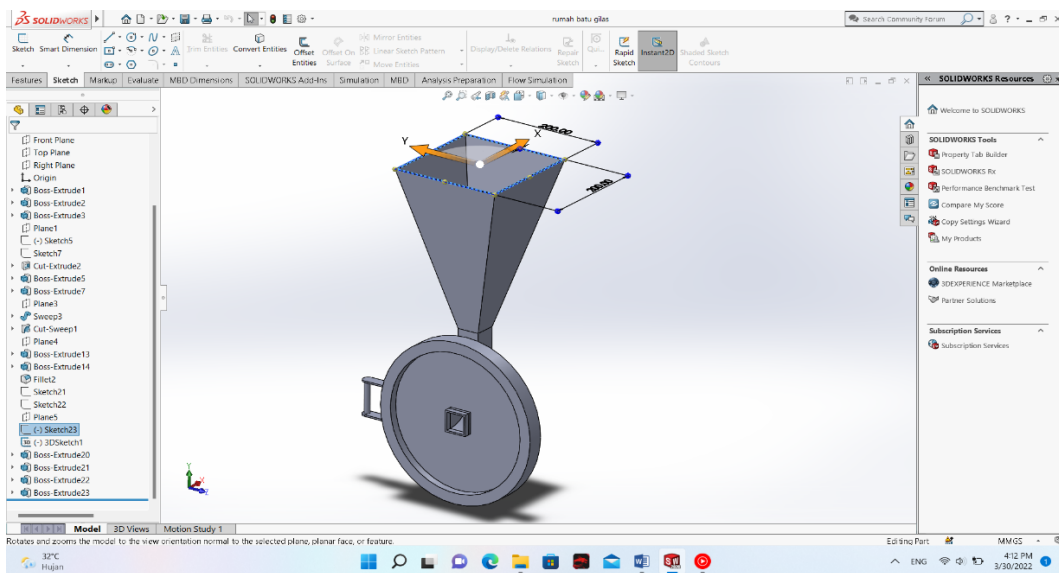 SOLIDWORKS
rumah batu gilas
Search Community Forum
Sketch
Smart Dimension
Trim Entities
Convert Entities
Offset Entities
Offset On Surface
Mirror Entities
Linear Sketch Pattern
Move Entities
Display/Delete Relations
Repair Sketch
Qui...
Rapid Sketch
Instant2D
Shaded Sketch Contours
Features
Sketch
Markup
Evaluate
MBD Dimensions
SOLIDWORKS Add-Ins
Simulation
MBD
Analysis Preparation
Flow Simulation
Front Plane
Top Plane
Right Plane
Origin
Boss-Extrude1
Boss-Extrude2
Boss-Extrude3
Plane1
(-) Sketch5
Sketch7
Cut-Extrude2
Boss-Extrude5
Boss-Extrude7
Plane3
Sweep3
Cut-Sweep1
Plane4
Boss-Extrude13
Boss-Extrude14
Fillet2
Sketch21
Sketch22
Plane5
(-) Sketch23
(-) 3DSketch1
Boss-Extrude20
Boss-Extrude21
Boss-Extrude22
Boss-Extrude23
Y
X
200.00
200.00
Y
X
Z
SOLIDWORKS Resources
Welcome to SOLIDWORKS
SOLIDWORKS Tools
Property Tab Builder
SOLIDWORKS Rx
Performance Benchmark Test
Compare My Score
Copy Settings Wizard
My Products
Online Resources
3DEXPERIENCE Marketplace
Partner Solutions
Subscription Services
Subscription Services
Model
3D Views
Motion Study 1
Rotates and zooms the model to the view orientation normal to the selected plane, planar face, or feature.
Editing Part
MMGS
32°C
Hujan
ENG
4:12 PM
3/30/2022
1